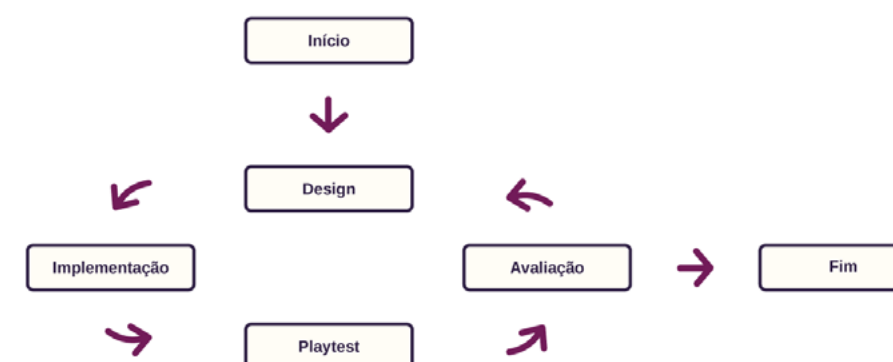 Início
Design
Implementação
Avaliação
Fim
Playtest